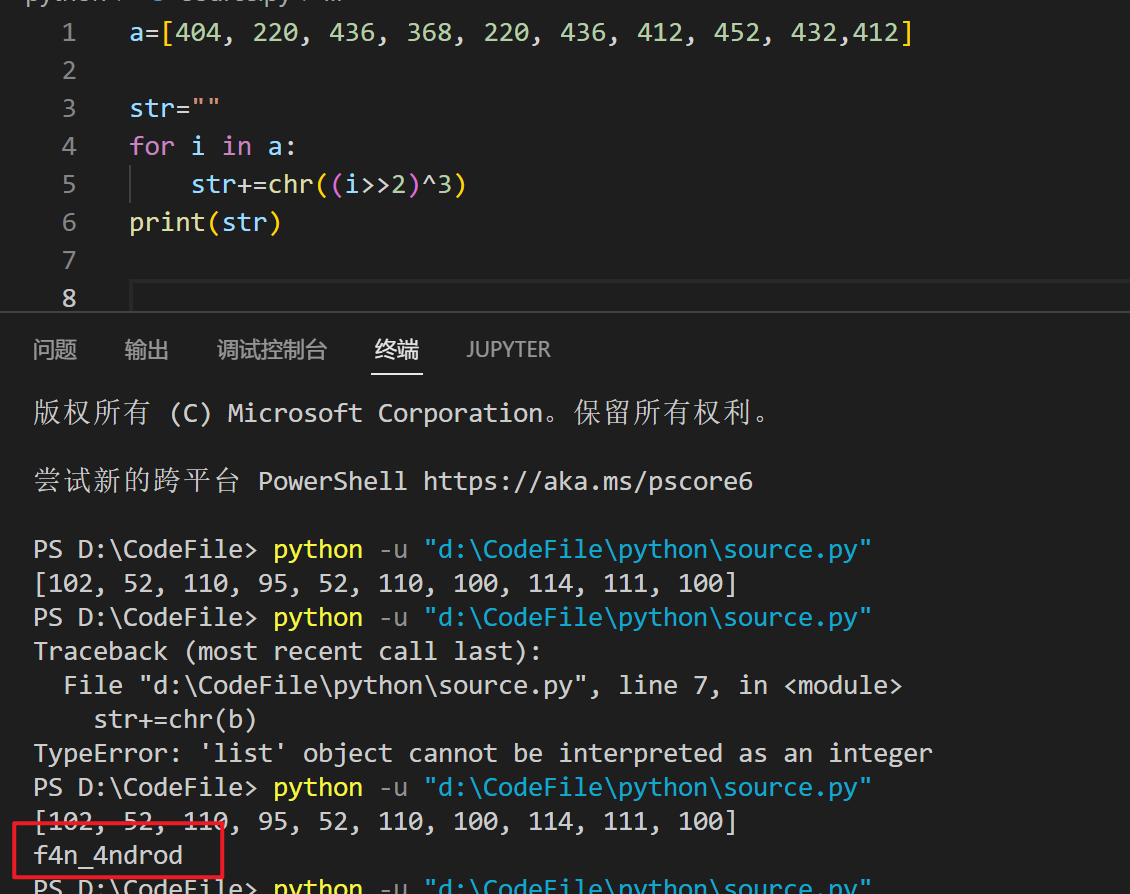 1 a=[404, 220, 436, 368, 220, 436, 412, 452, 432,412]
2
3 str=""
4 for i in a:
5 str+=chr((i>>2)^3)
6 print(str)
7
8
问题 输出 调试控制台 终端 JUPYTER
版权所有 (C) Microsoft Corporation。保留所有权利。
尝试新的跨平台 PowerShell https://aka.ms/pscore6
PS D:\CodeFile> python -u "d:\CodeFile\python\source.py"
[102, 52, 110, 95, 52, 110, 100, 114, 111, 100]
PS D:\CodeFile> python -u "d:\CodeFile\python\source.py"
Traceback (most recent call last):
File "d:\CodeFile\python\source.py", line 7, in <module>
str+=chr(b)
TypeError: 'list' object cannot be interpreted as an integer
PS D:\CodeFile> python -u "d:\CodeFile\python\source.py"
[102, 52, 110, 95, 52, 110, 100, 114, 111, 100]
f4n_4ndrod
PS D:\CodeFile> python -u "d:\CodeFile\python\source.py"